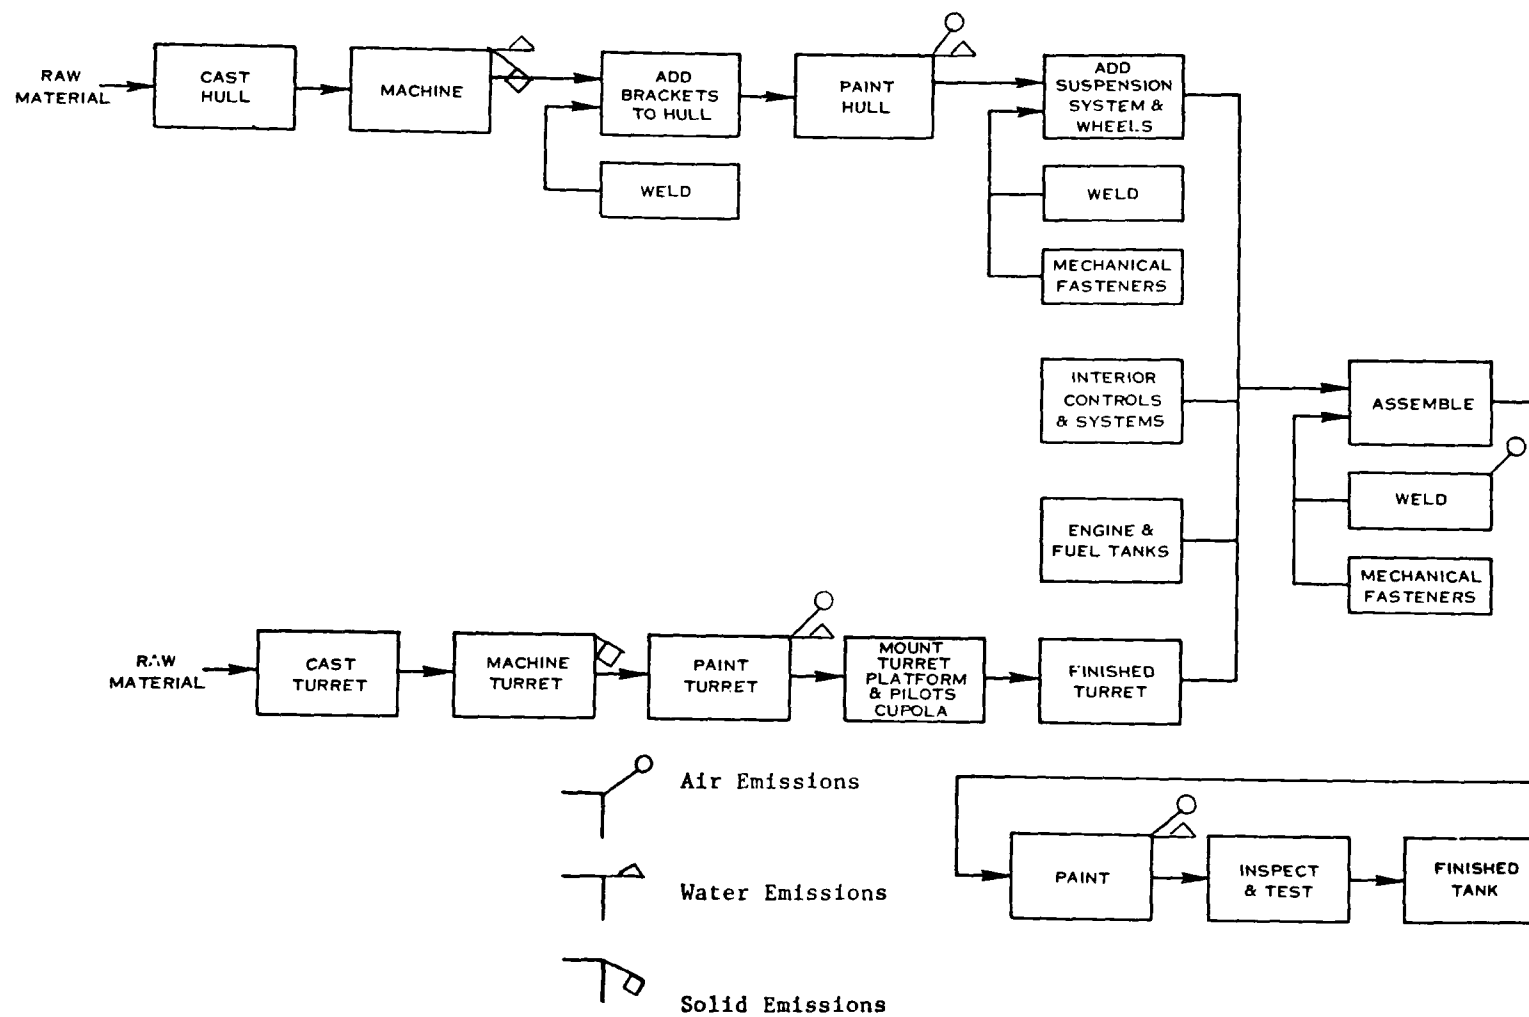 RAW
MATERIAL
CAST
HULL
MACHINE
ADD
BRACKETS
TO HULL
WELD
PAINT
HULL
ADD
SUSPENSION
SYSTEM &
WHEELS
WELD
MECHANICAL
FASTENERS
INTERIOR
CONTROLS
& SYSTEMS
ENGINE &
FUEL TANKS
ASSEMBLE
WELD
MECHANICAL
FASTENERS
RAW
MATERIAL
CAST
TURRET
MACHINE
TURRET
PAINT
TURRET
MOUNT
TURRET
PLATFORM
& PILOTS
CUPOLA
FINISHED
TURRET
Air Emissions
Water Emissions
Solid Emissions
PAINT
INSPECT
& TEST
FINISHED
TANK